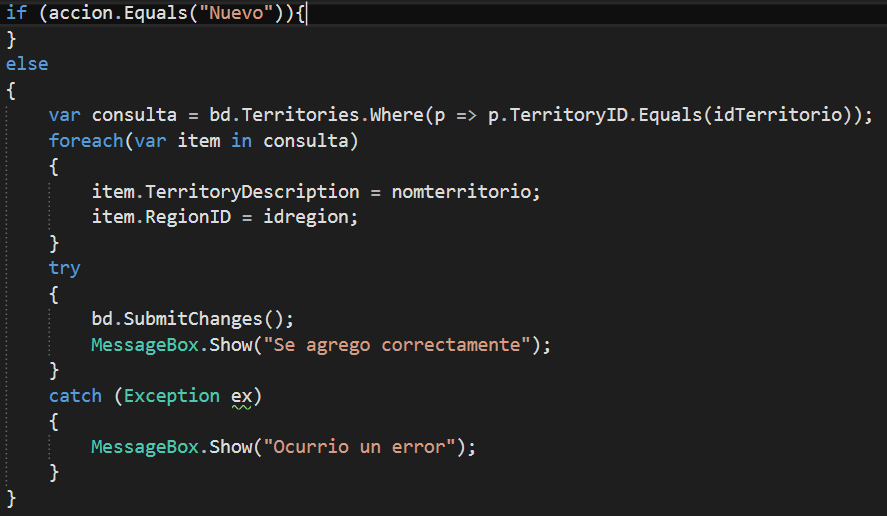 if (accion.Equals("Nuevo")){
}
else
{
    var consulta = bd.Territories.Where(p => p.TerritoryID.Equals(idTerritorio));
    foreach(var item in consulta)
    {
        item.TerritoryDescription = nomterritorio;
        item.RegionID = idregion;
    }
    try
    {
        bd.SubmitChanges();
        MessageBox.Show("Se agrego correctamente");
    }
    catch (Exception ex)
    {
        MessageBox.Show("Ocurrio un error");
    }
}